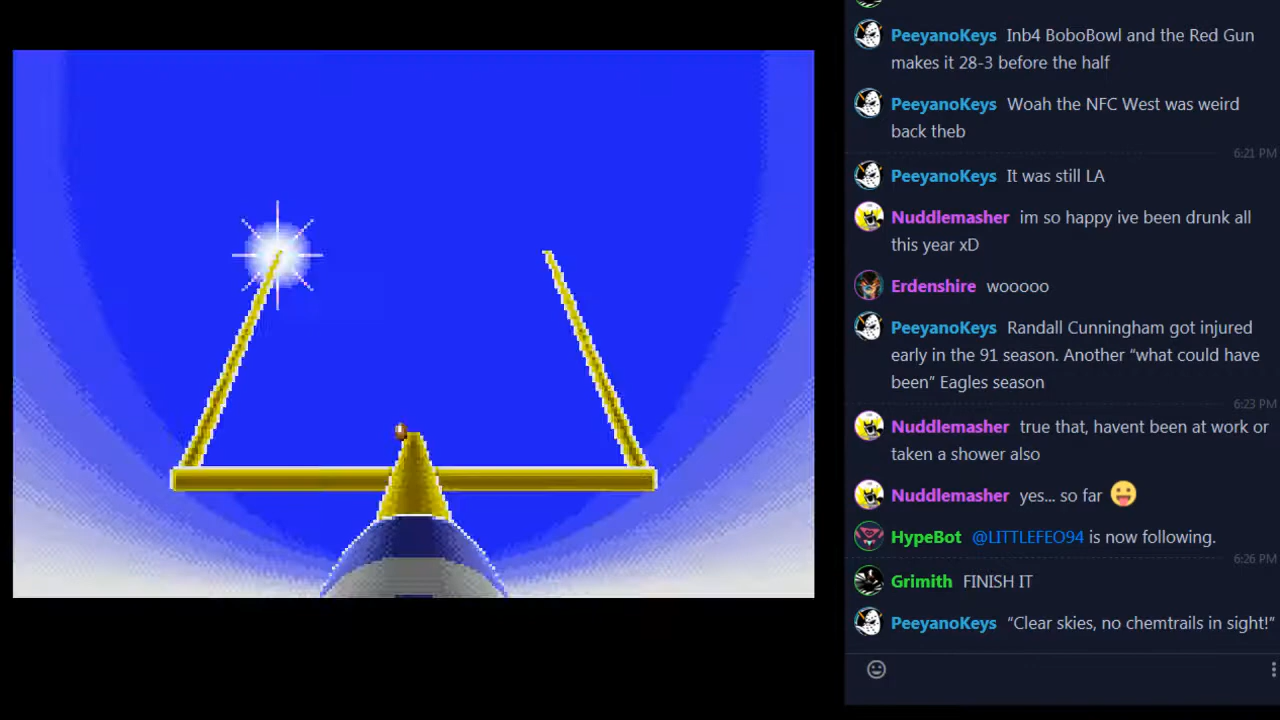 PeeyanoKeys Inb4 BoboBowl and the Red Gun
makes it 28-3 before the half
PeeyanoKeys Woah the NFC West was weird
back theb
6:21 PM
PeeyanoKeys It was still LA
Nuddlemasher im so happy ive been drunk all
this year xD
Erdenshire wooooo
PeeyanoKeys Randall Cunningham got injured
early in the 91 season. Another “what could have
been” Eagles season
6:23 PM
Nuddlemasher true that, havent been at work or
taken a shower also
Nuddlemasher yes... so far
HypeBot @LITTLEFEO94 is now following.
6:26 PM
Grimith FINISH IT
PeeyanoKeys “Clear skies, no chemtrails in sight!”